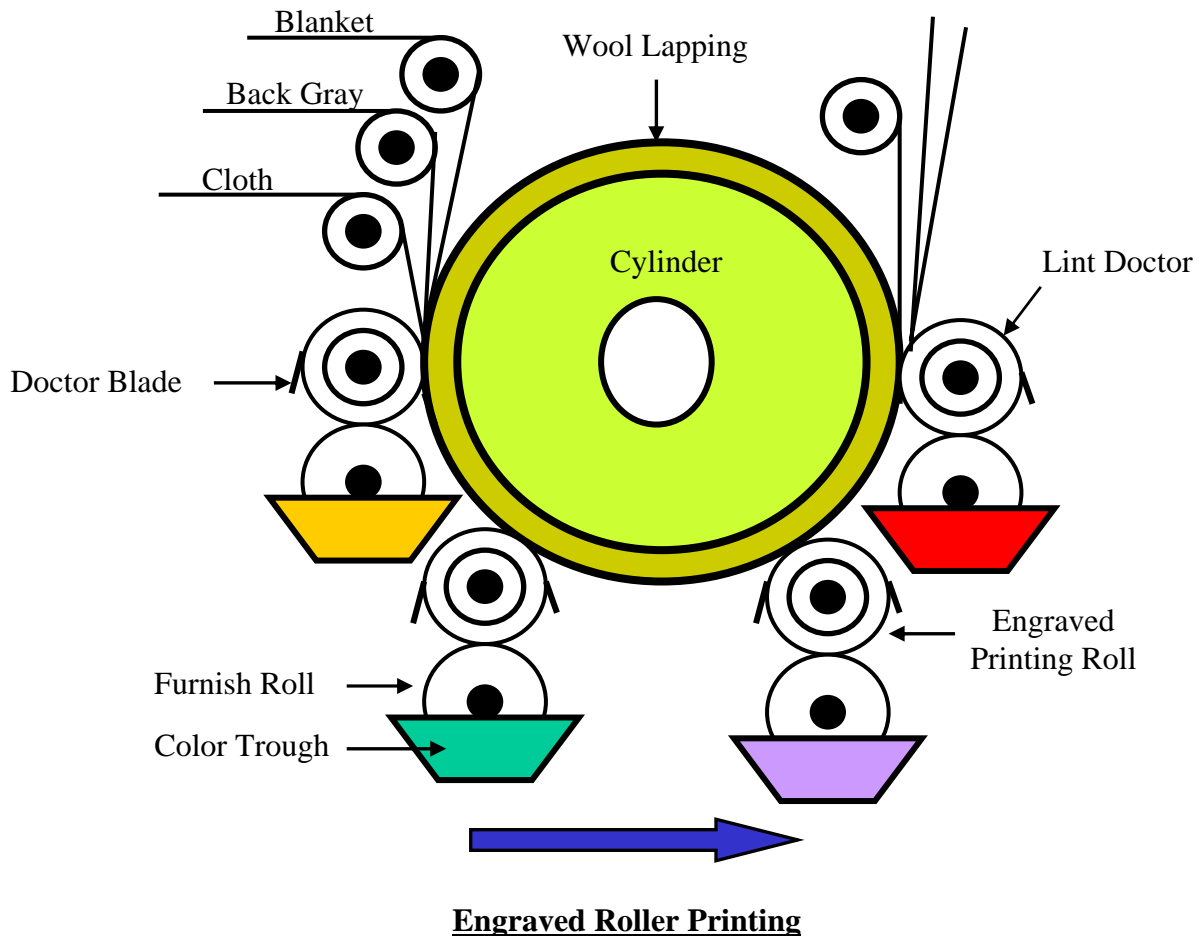 Blanket
Wool Lapping
Back Gray
Cloth
Cylinder
Lint Doctor
Doctor Blade
Engraved
Printing Roll
Furnish Roll
Color Trough
Engraved Roller Printing